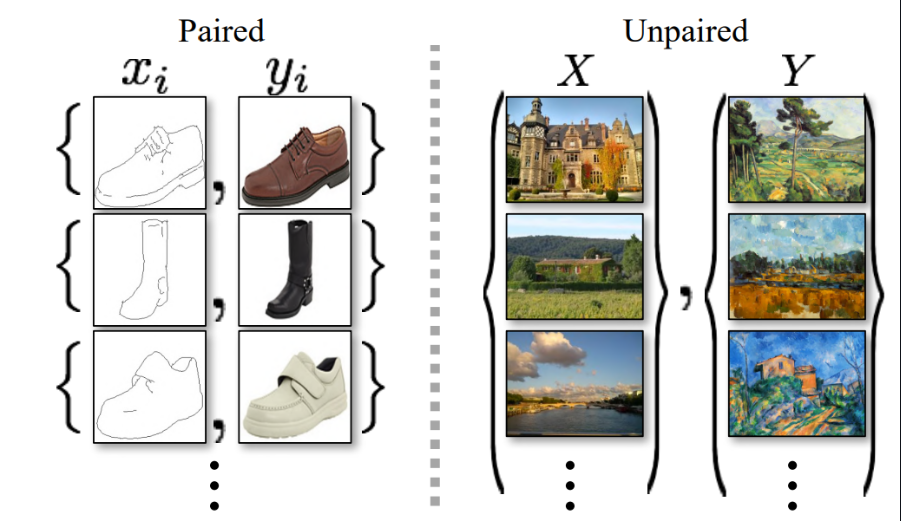 Paired
x_i y_i
{ , }
{ , }
{ , }
⋮
Unpaired
X Y
{ } , { }
⋮ ⋮